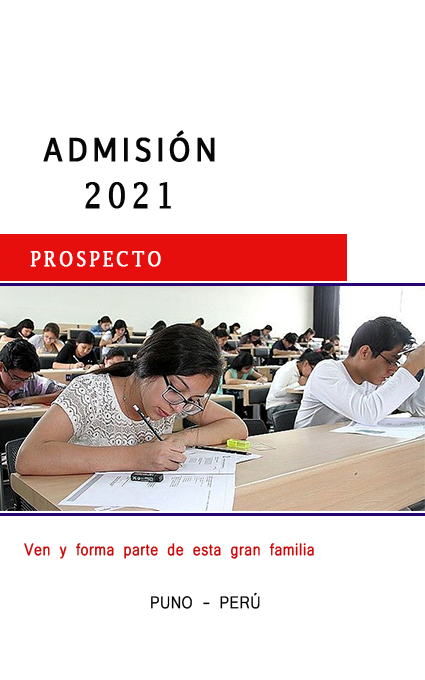 ADMISIÓN
2021
PROSPECTO
Ven y forma parte de esta gran familia
PUNO - PERÚ